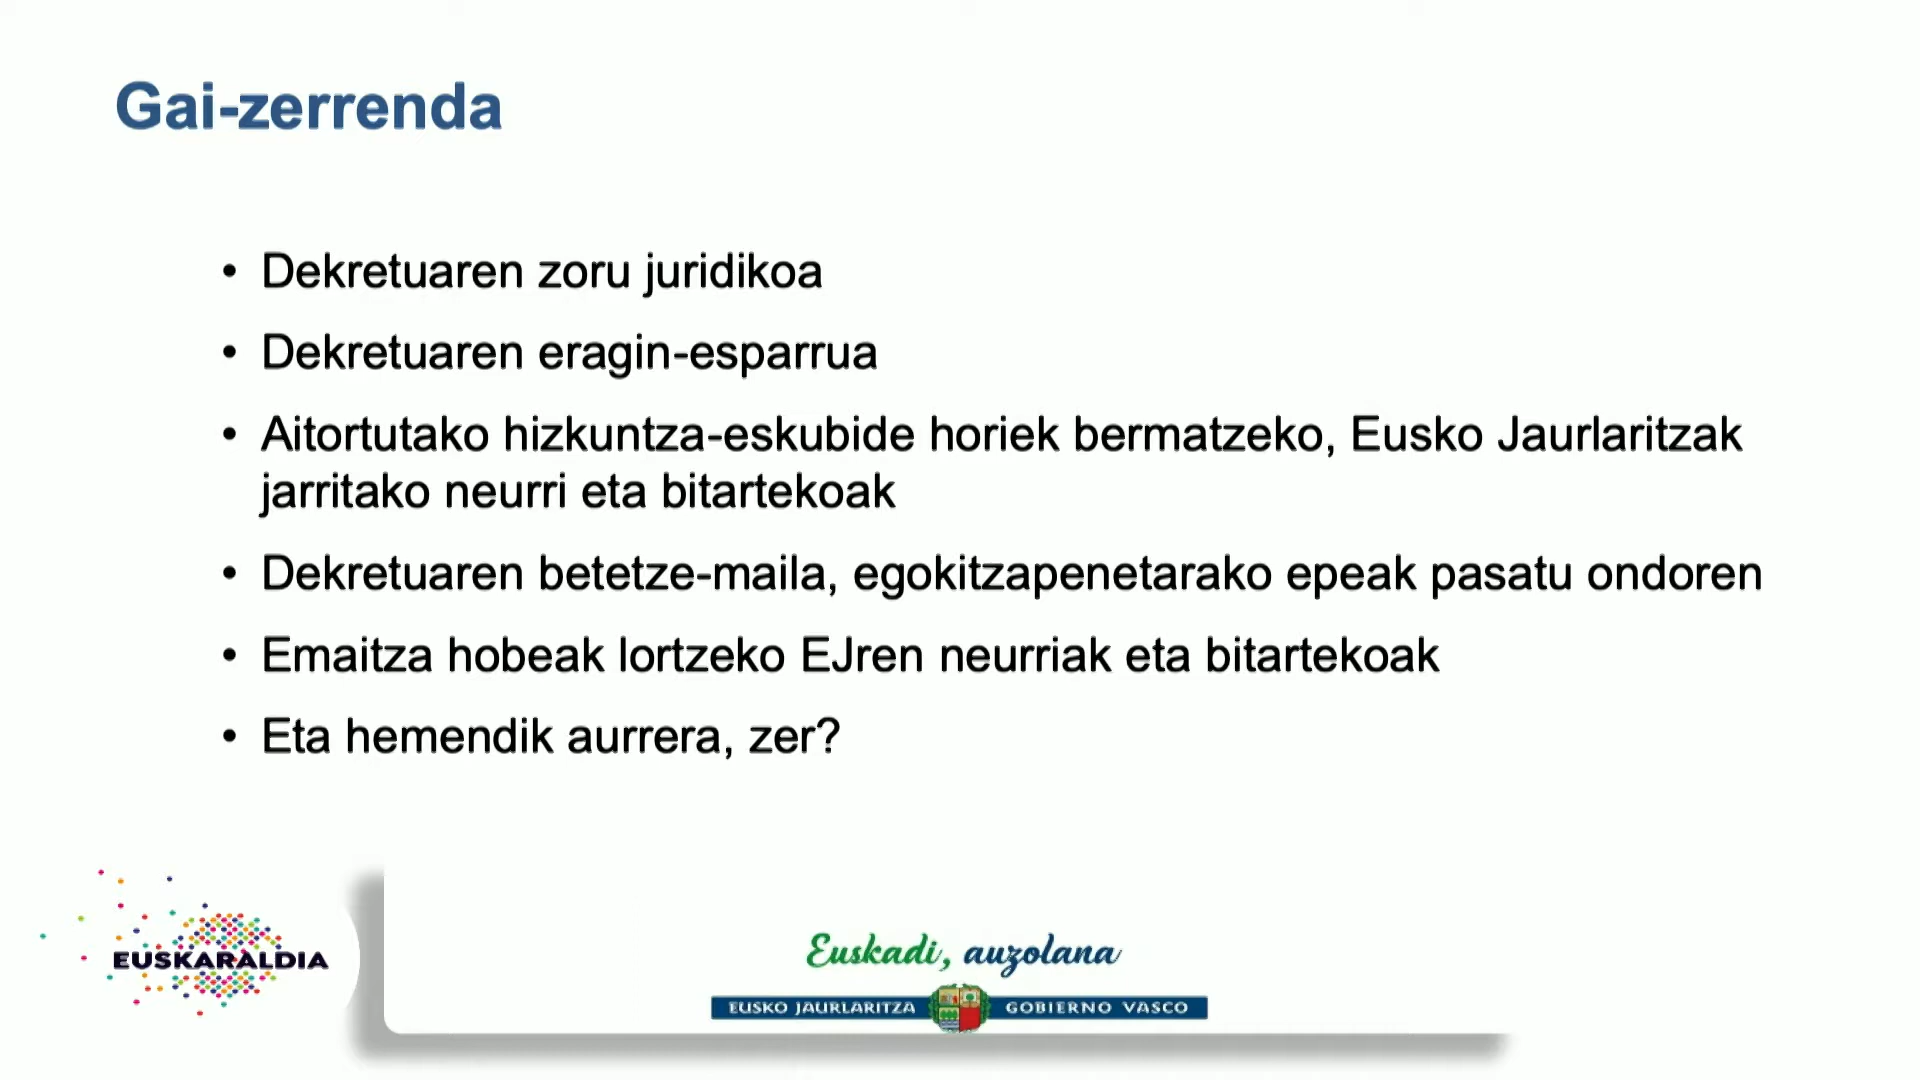 Gai-zerrenda
• Dekretuaren zoru juridikoa
• Dekretuaren eragin-esparrua
• Aitortutako hizkuntza-eskubide horiek bermatzeko, Eusko Jaurlaritzak
jarritako neurri eta bitartekoak
• Dekretuaren betetze-maila, egokitzapenetarako epeak pasatu ondoren
• Emaitza hobeak lortzeko EJren neurriak eta bitartekoak
• Eta hemendik aurrera, zer?
EUSKARALDIA
Euskadi, auzolana
EUSKO JAURLARITZA GOBIERNO VASCO